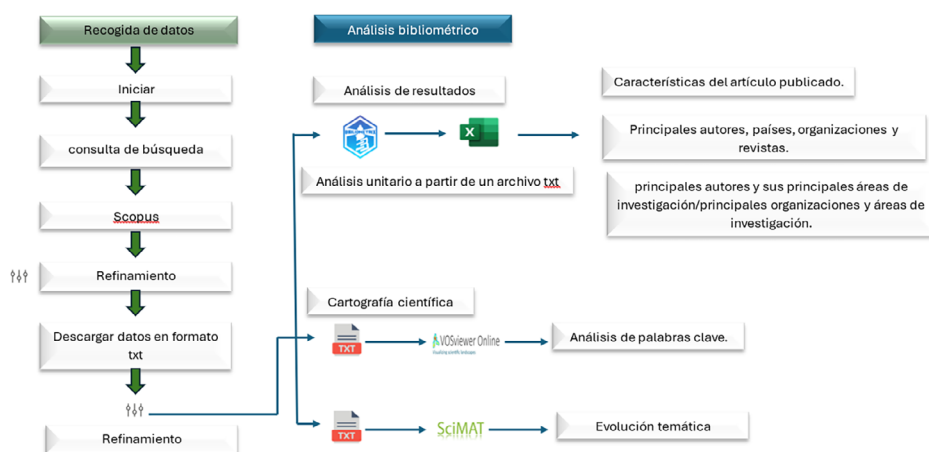 Recogida de datos
Iniciar
consulta de búsqueda
Scopus
Refinamiento
Descargar datos en formato
txt
Refinamiento
Análisis bibliométrico
Análisis de resultados
X
Análisis unitario a partir de un archivo txt
Características del artículo publicado.
Principales autores, países, organizaciones y
revistas.
principales autores y sus principales áreas de
investigación/principales organizaciones y áreas de
investigación.
Cartografía científica
TXT
VOSviewer Online
Visualizing scientific landscapes
Análisis de palabras clave.
TXT
SciMAT
Evolución temática